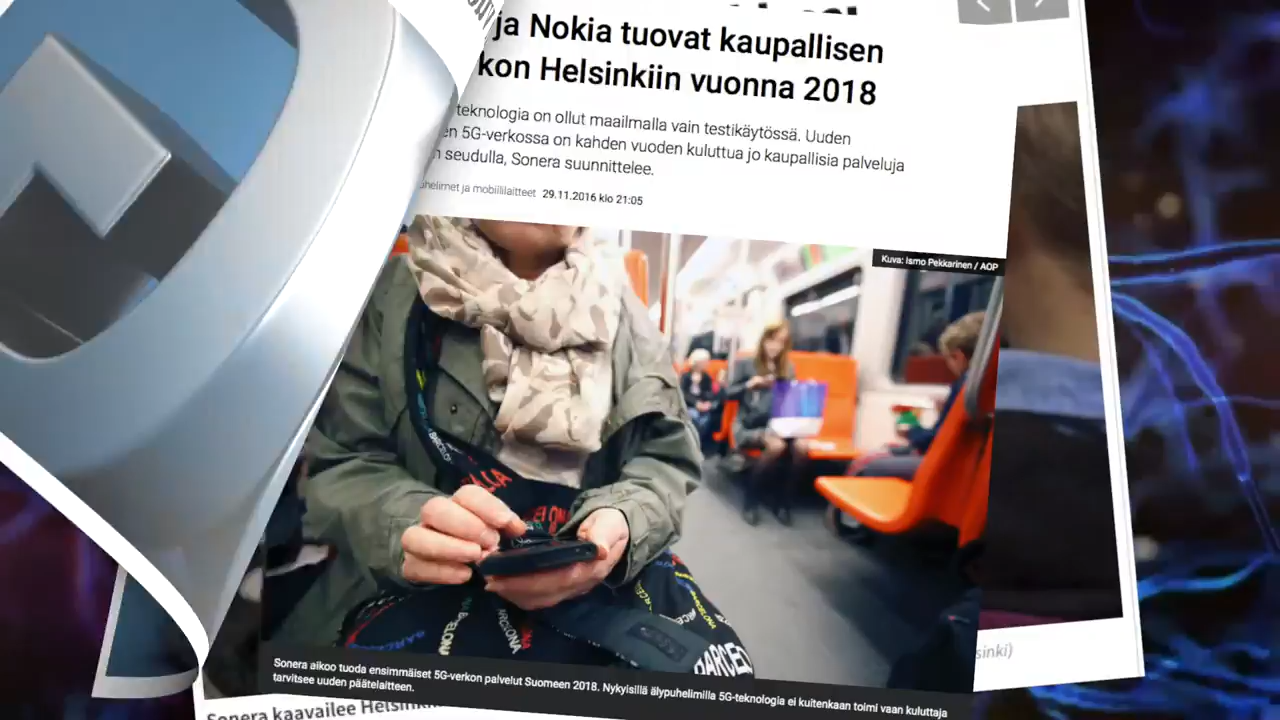 ja Nokia tuovat kaupallisen
kon Helsinkiin vuonna 2018
teknologia on ollut maailmalla vain testikäytössä. Uuden
en 5G-verkossa on kahden vuoden kuluttua jo kaupallisia palveluja
n seudulla, Sonera suunnittelee.
uhelimet ja mobiililaitteet 29.11.2016 klo 21:05
Kuva: Ismo Pekkarinen / AOP
BARCEL
Sonera aikoo tuoda ensimmäiset 5G-verkon palvelut Suomeen 2018. Nykyisillä älypuhelimilla 5G-teknologia ei kuitenkaan toimi vaan kuluttaja
tarvitsee uuden päätelaitteen.
sinki)
Sonera kaavailee Helsinkiin